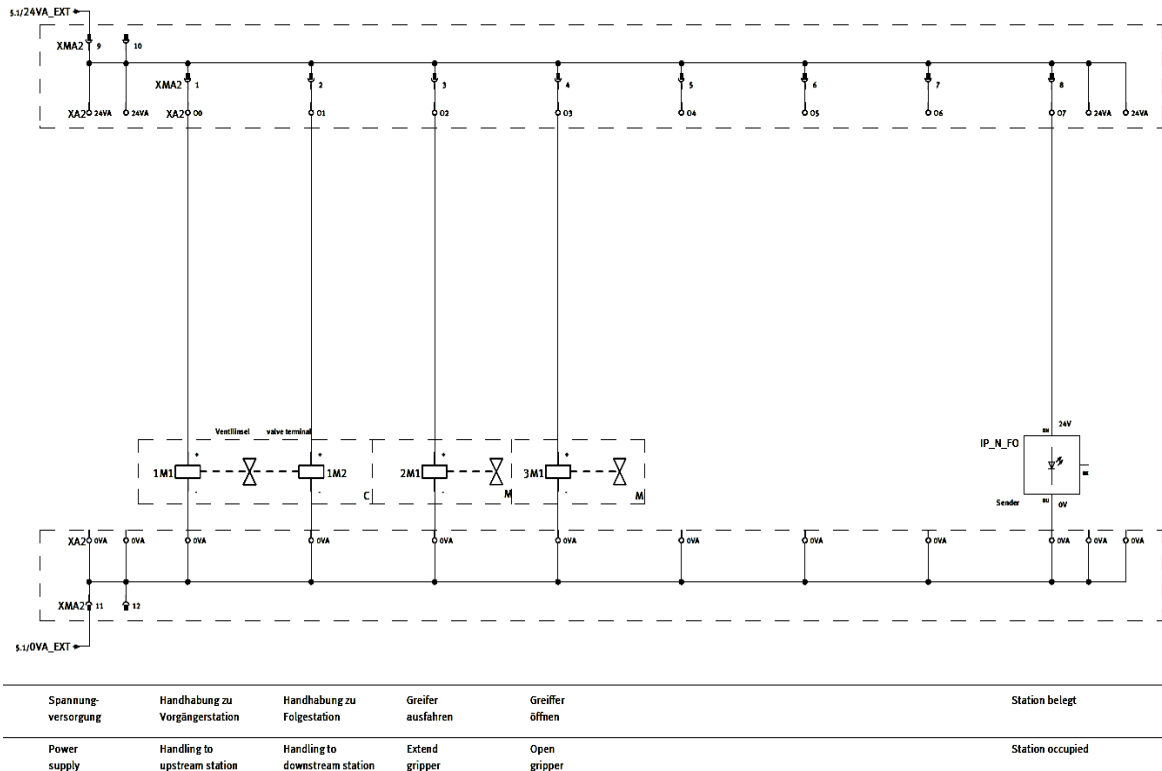 5.1/24VA_EXT
XMA2 9 10
XMA2 1 2 3 4 5 6 7 8
XA2 24VA 24VA XA2 O0 O1 O2 O3 O4 O5 O6 O7 24VA 24VA
Ventilinsel valve terminal
24V
IP_N_FO
+ + + +
1M1 1M2 2M1 3M1
- - - -
C M M
Sender BU 0V
XA2 0VA 0VA 0VA 0VA 0VA 0VA 0VA 0VA 0VA 0VA 0VA 0VA
XMA2 11 12
5.1/0VA_EXT
Spannung- Handhabung zu Handhabung zu Greifer Greiffer Station belegt
versorgung Vorgängerstation Folgestation ausfahren öffnen
Power Handling to Handling to Extend Open Station occupied
supply upstream station downstream station gripper gripper